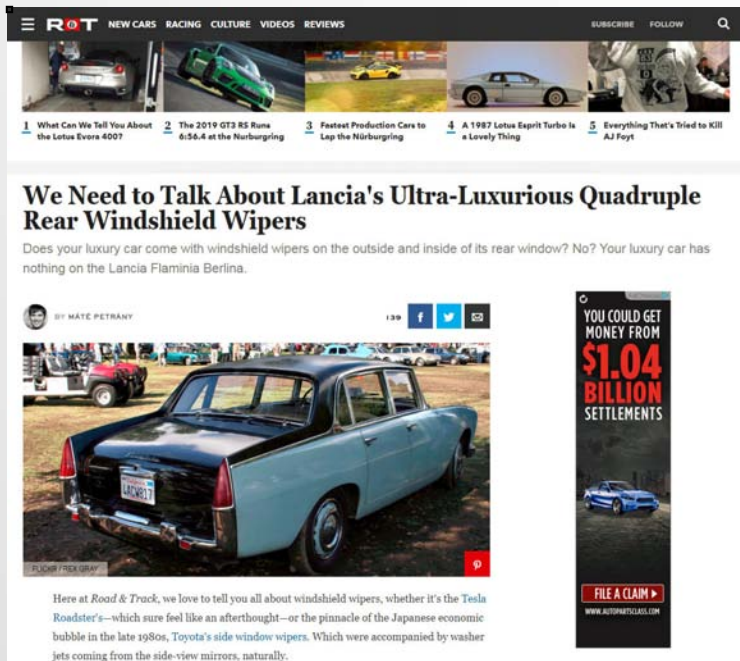 R&T NEW CARS RACING CULTURE VIDEOS REVIEWS SUBSCRIBE FOLLOW
1 What Can We Tell You About
the Lotus Evora 400?
2 The 2019 GT3 RS Runs
6:56.4 at the Nurburgring
3 Fastest Production Cars to
Lap the Nürburgring
4 A 1987 Lotus Esprit Turbo Is
a Lovely Thing
5 Everything That's Tried to Kill
AJ Foyt
We Need to Talk About Lancia's Ultra-Luxurious Quadruple
Rear Windshield Wipers
Does your luxury car come with windshield wipers on the outside and inside of its rear window? No? Your luxury car has
nothing on the Lancia Flaminia Berlina.
BY MÁTÉ PETRÁNY
139
LACW817
FLICKR / REX GRAY
Here at Road & Track, we love to tell you all about windshield wipers, whether it's the Tesla
Roadster's—which sure feel like an afterthought—or the pinnacle of the Japanese economic
bubble in the late 1980s, Toyota's side window wipers. Which were accompanied by washer
jets coming from the side-view mirrors, naturally.
YOU COULD GET
MONEY FROM
$1.04
BILLION
SETTLEMENTS
FILE A CLAIM
WWW.AUTOPARTSCLASS.COM